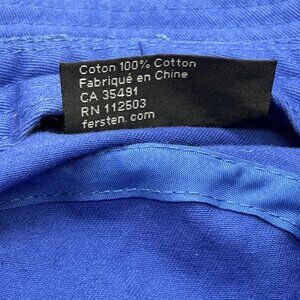 Coton 100% Cotton
Fabriqué en Chine
CA 35491
RN 112503
fersten.com